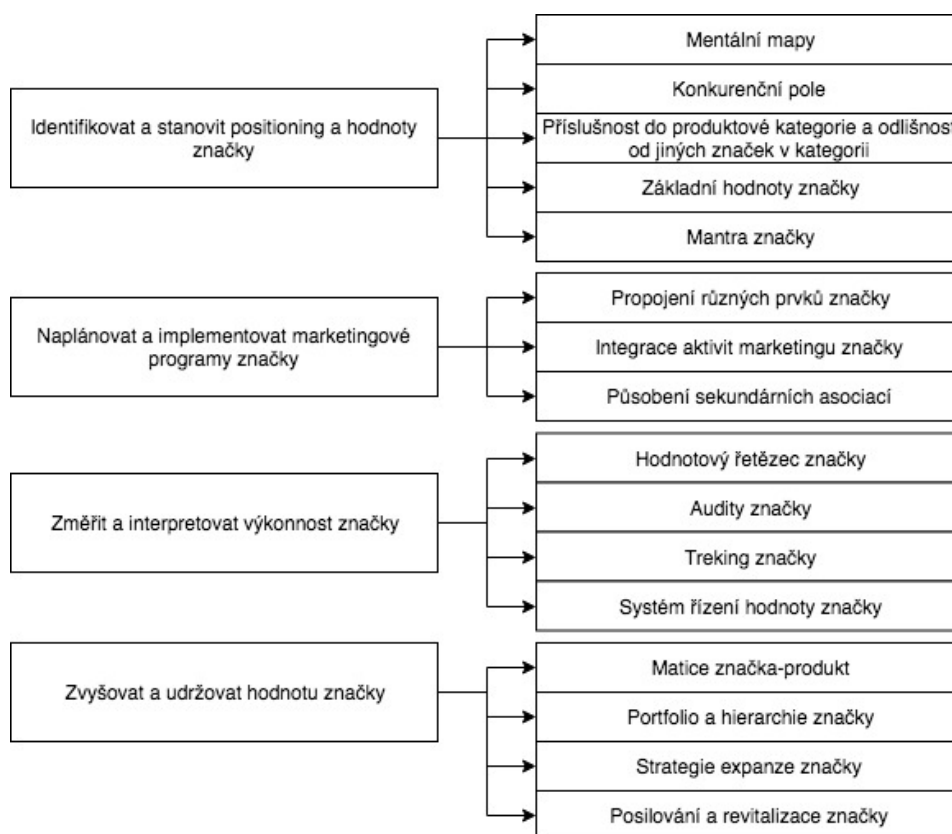 Identifikovat a stanovit positioning a hodnoty
značky
Mentální mapy
Konkurenční pole
Příslušnost do produktové kategorie a odlišnost
od jiných značek v kategorii
Základní hodnoty značky
Mantra značky
Naplánovat a implementovat marketingové
programy značky
Propojení různých prvků značky
Integrace aktivit marketingu značky
Působení sekundárních asociací
Změřit a interpretovat výkonnost značky
Hodnotový řetězec značky
Audity značky
Treking značky
Systém řízení hodnoty značky
Zvyšovat a udržovat hodnotu značky
Matice značka-produkt
Portfolio a hierarchie značky
Strategie expanze značky
Posilování a revitalizace značky